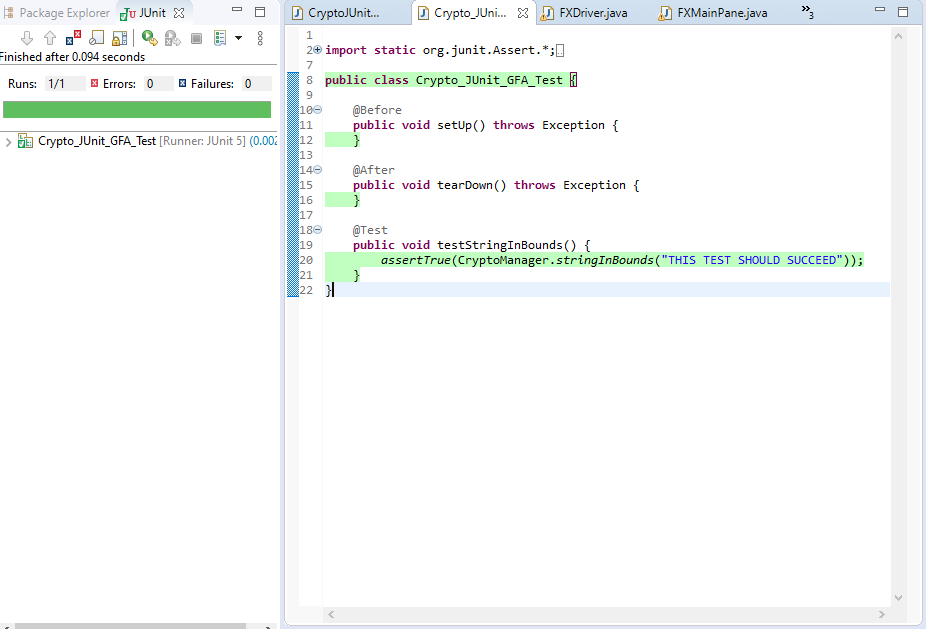 Package Explorer JUnit
Finished after 0.094 seconds
Runs: 1/1 Errors: 0 Failures: 0
Crypto_JUnit_GFA_Test [Runner: JUnit 5] (0.002
CryptoJUnit... Crypto_JUni... FXDriver.java FXMainPane.java »3
1
2 import static org.junit.Assert.*;
7
8 public class Crypto_JUnit_GFA_Test {
9
10 @Before
11 public void setUp() throws Exception {
12 }
13
14 @After
15 public void tearDown() throws Exception {
16 }
17
18 @Test
19 public void testStringInBounds() {
20 assertTrue(CryptoManager.stringInBounds("THIS TEST SHOULD SUCCEED"));
21 }
22 }